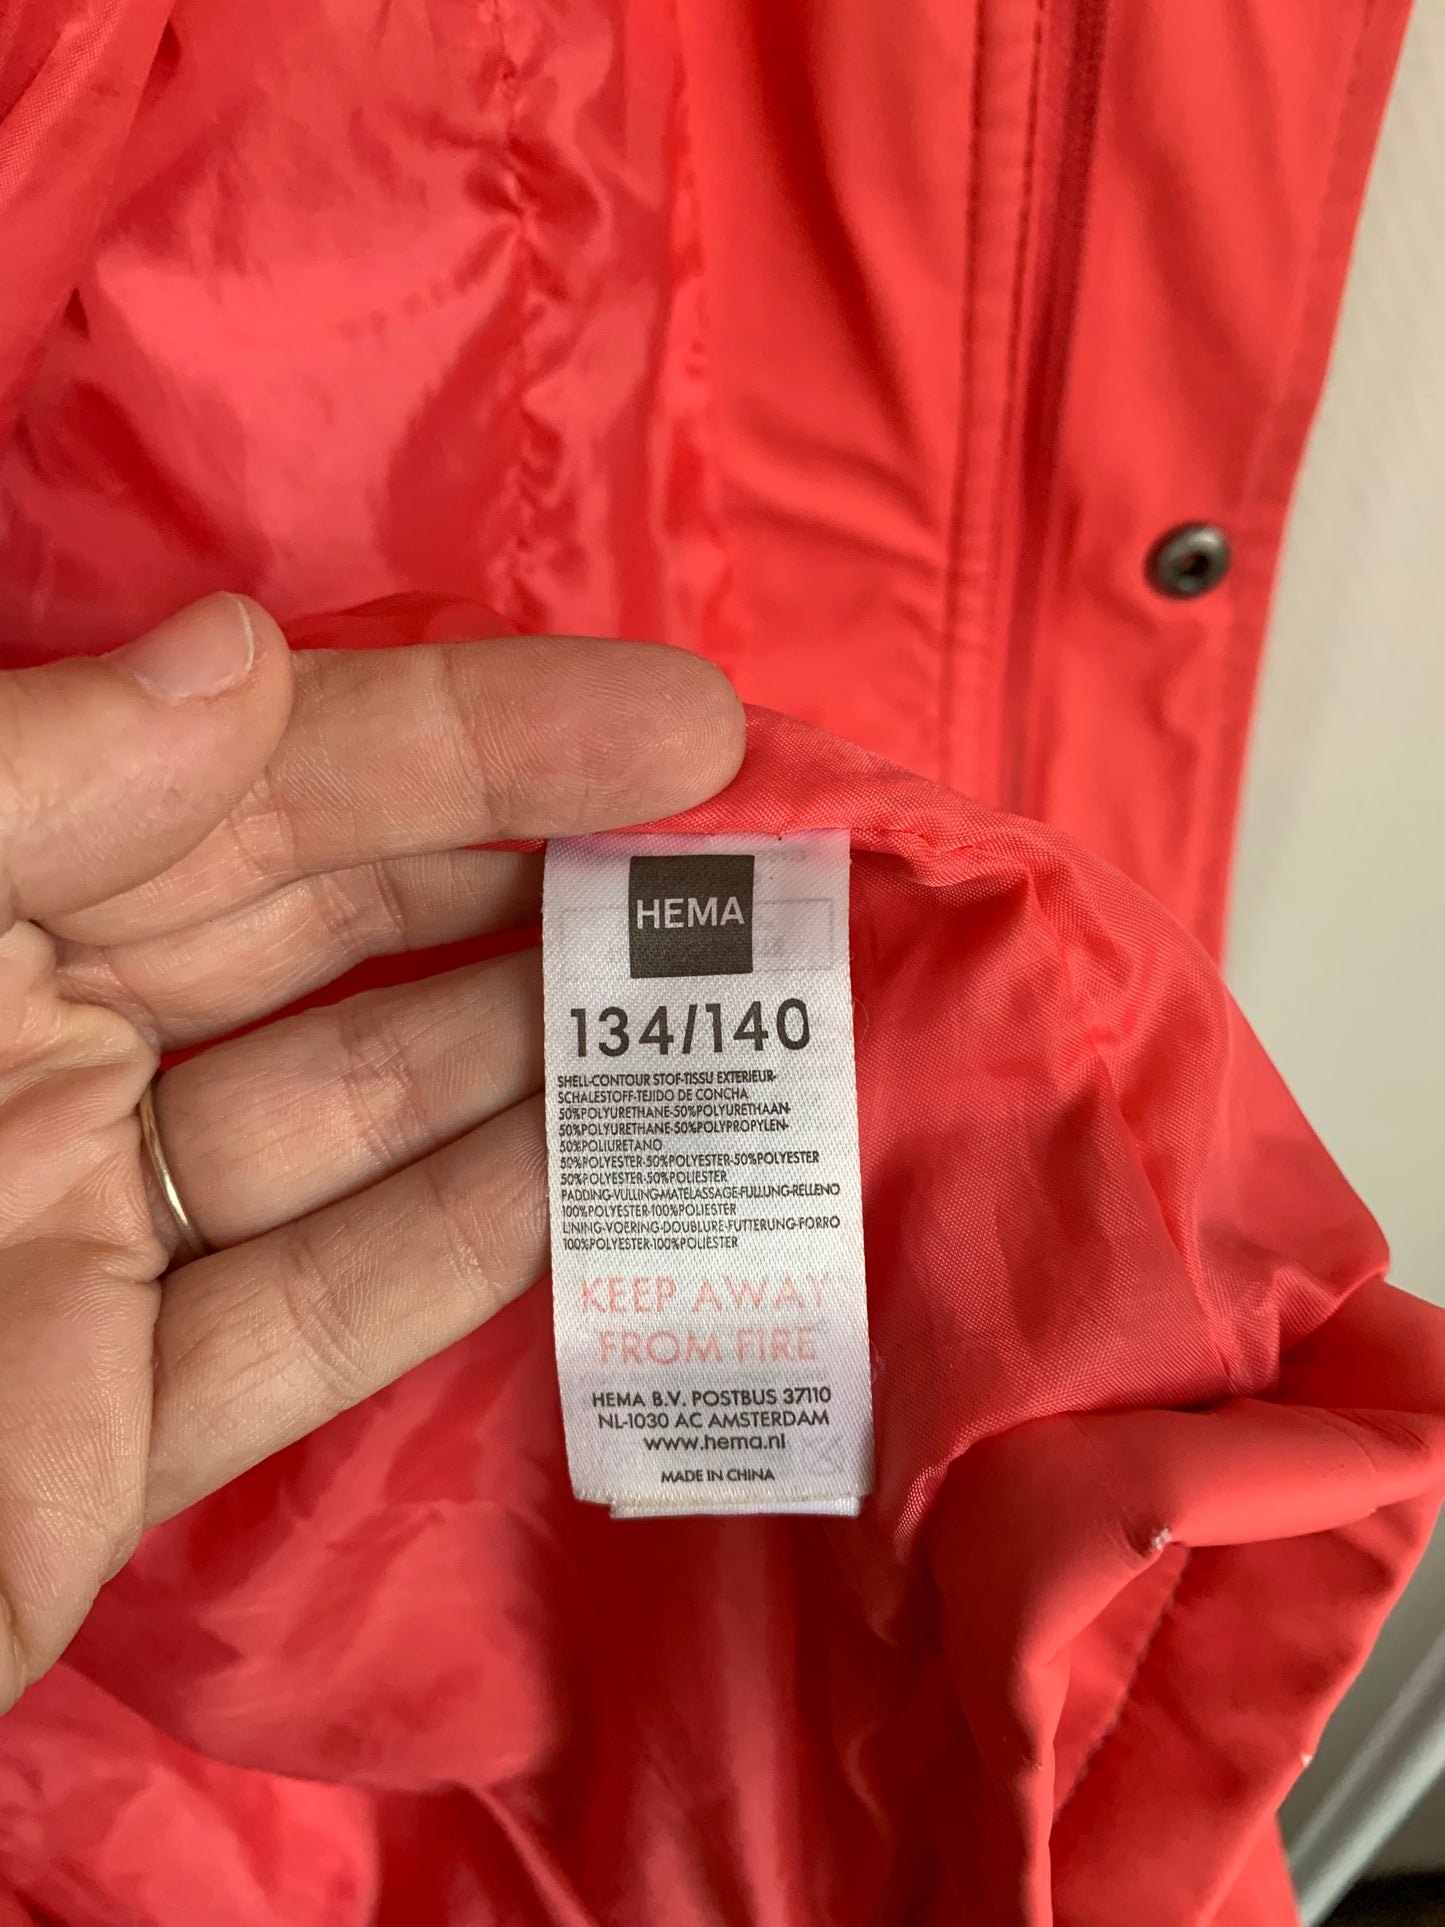 HEMA
134/140
SHELL-CONTOUR STOF-TISSU EXTERIEUR-
SCHALESTOFF-TEJIDO DE CONCHA
50%POLYURETHANE-50%POLYURETHAAN-
50%POLYURETHANE-50%POLYPROPYLEN-
50%POLIURETANO
50%POLYESTER-50%POLYESTER-50%POLYESTER
50%POLYESTER-50%POLIESTER
PADDING-VULLING-MATELASSAGE-FULLUNG-RELLENO
100%POLYESTER-100%POLIESTER
LINING-VOERING-DOUBLURE-FUTTERUNG-FORRO
100%POLYESTER-100%POLIESTER
KEEP AWAY
FROM FIRE
HEMA B.V. POSTBUS 37110
NL-1030 AC AMSTERDAM
www.hema.nl
MADE IN CHINA